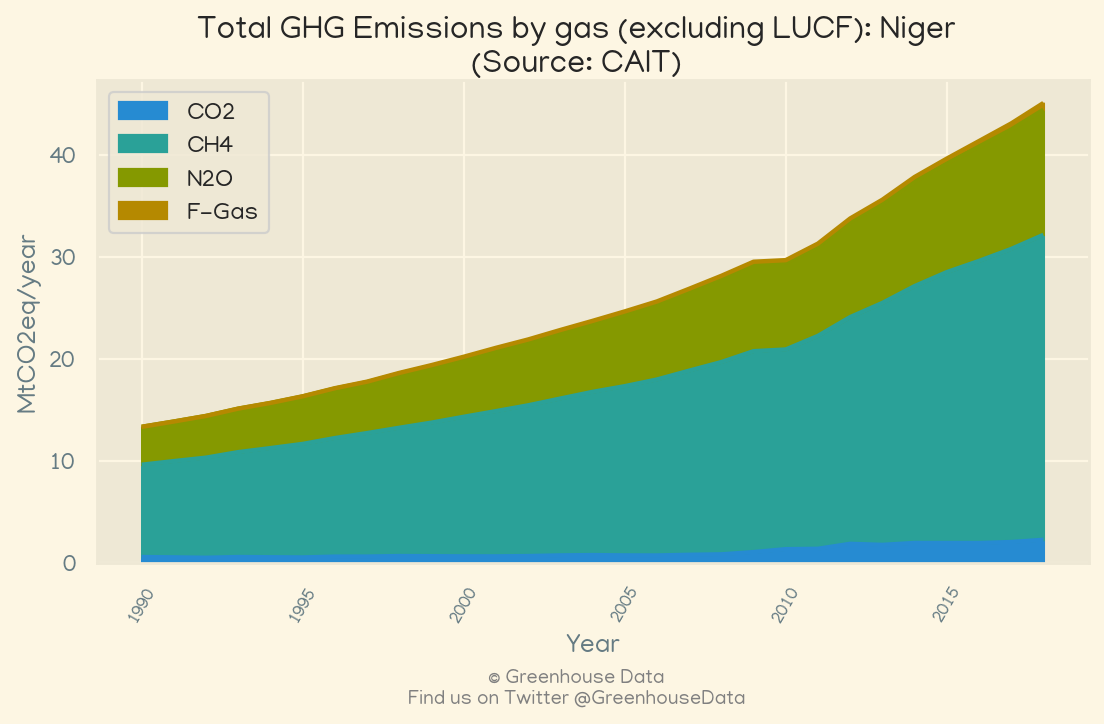 Total GHG Emissions by gas (excluding LUCF): Niger
(Source: CAIT)
CO2
CH4
N2O
F-Gas
MtCO2eq/year
40
30
20
10
0
1990
1995
2000
2005
2010
2015
Year
© Greenhouse Data
Find us on Twitter @GreenhouseData